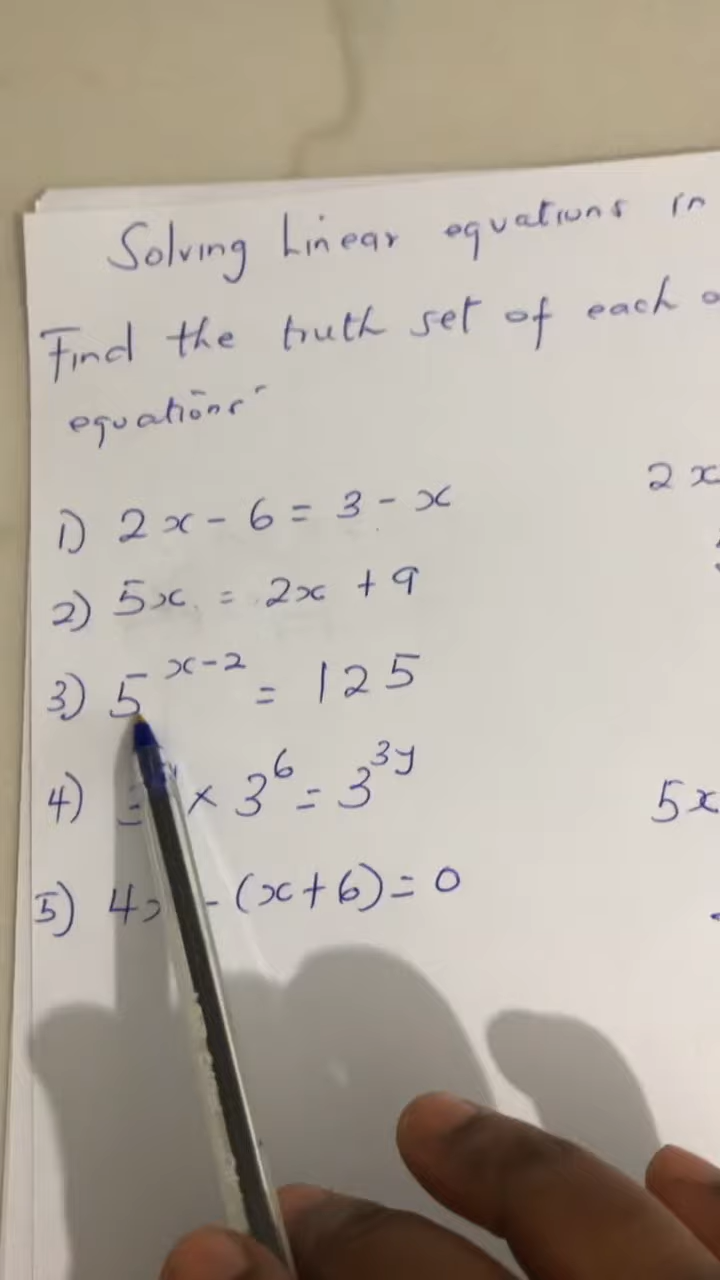 Solving Linear equations in
Find the truth set of each
equations
1) 2x - 6 = 3 - x
2x
2) 5x = 2x + 9
3) 5^{x-2} = 125
4) × 3^6 = 3^{3y}
5x
5) 4 - (x+6) = 0